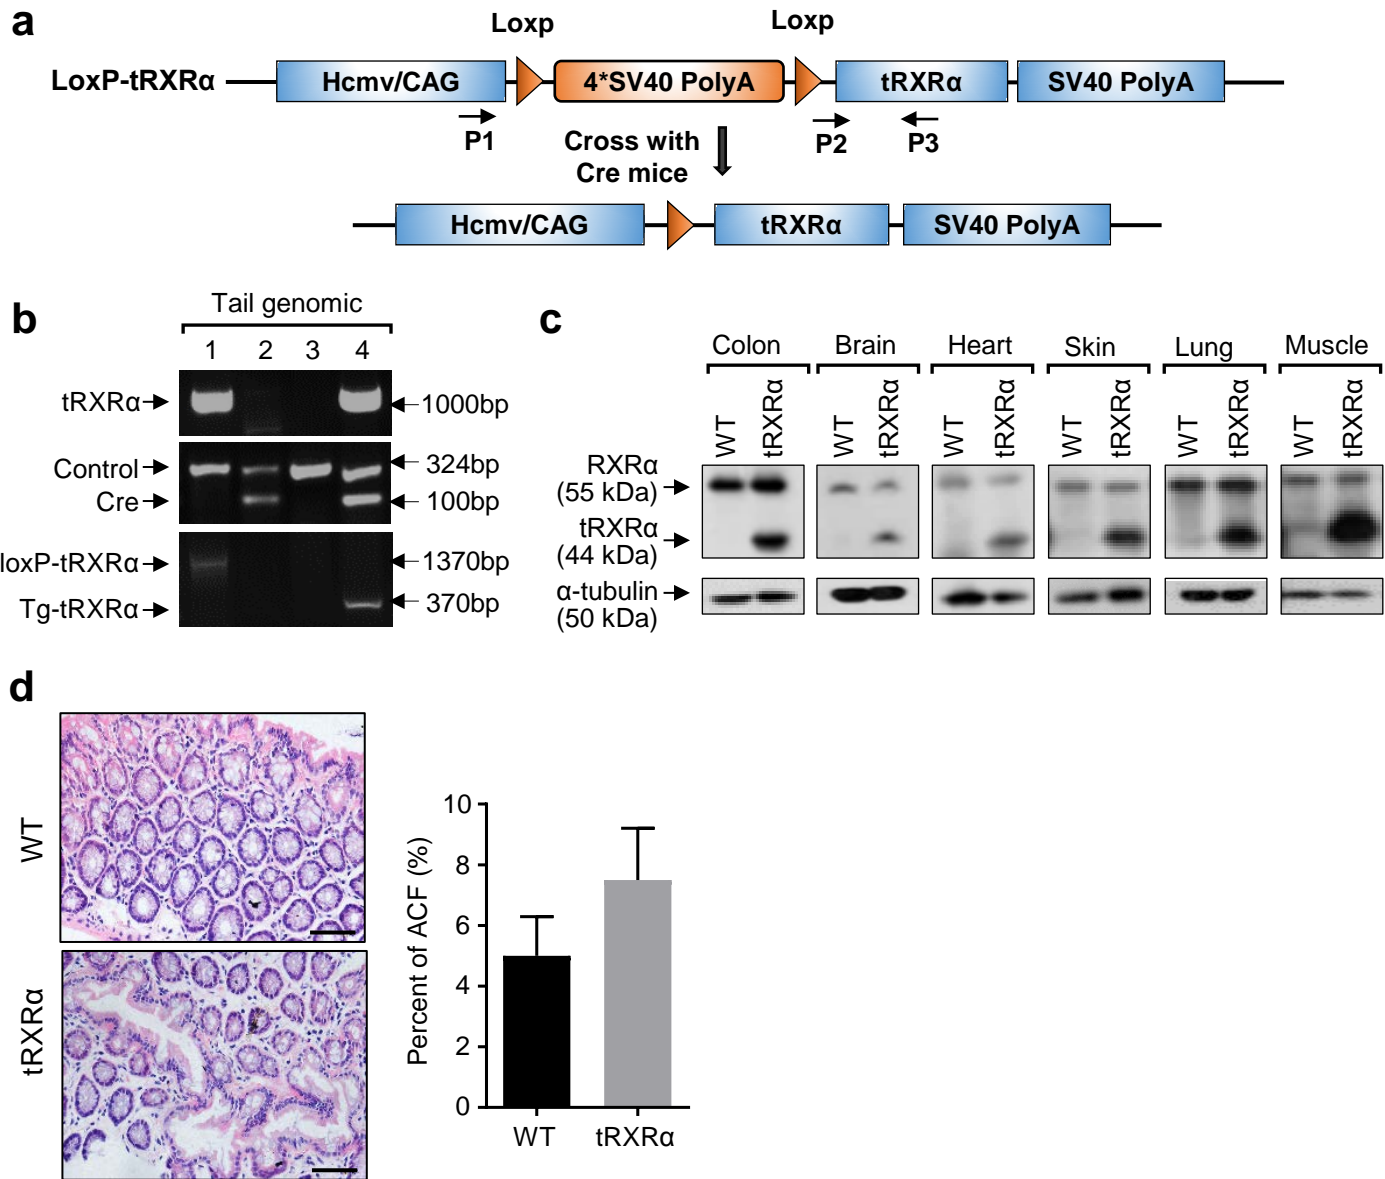 a
Loxp
Loxp
LoxP-tRXRα
Hcmv/CAG
4*SV40 PolyA
tRXRα
SV40 PolyA
P1
P2
P3
Cross with
Cre mice
Hcmv/CAG
tRXRα
SV40 PolyA
b
Tail genomic
1 2 3 4
tRXRα
1000bp
Control
324bp
Cre
100bp
loxP-tRXRα
1370bp
Tg-tRXRα
370bp
c
Colon Brain Heart Skin Lung Muscle
WT tRXRα WT tRXRα WT tRXRα WT tRXRα WT tRXRα WT tRXRα
RXRα
(55 kDa)
tRXRα
(44 kDa)
α-tubulin
(50 kDa)
d
WT
tRXRα
Percent of ACF (%)
10
8
6
4
2
0
WT tRXRα